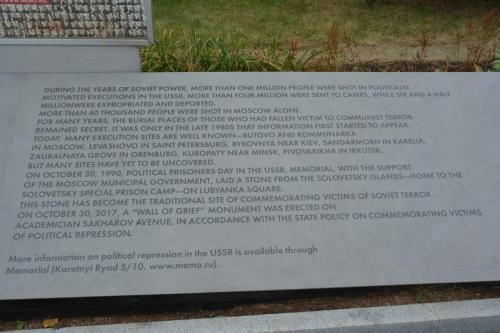 www.memo.ru
DURING THE YEARS OF SOVIET POWER, MORE THAN ONE MILLION PEOPLE WERE SHOT IN POLITICALLY
MOTIVATED EXECUTIONS IN THE USSR. MORE THAN FOUR MILLION WERE SENT TO CAMPS, WHILE SIX AND A HALF
MILLIONWERE EXPROPRIATED AND DEPORTED.
MORE THAN 40 THOUSAND PEOPLE WERE SHOT IN MOSCOW ALONE.
FOR MANY YEARS, THE BURIAL PLACES OF THOSE WHO HAD FALLEN VICTIM TO COMMUNIST TERROR
REMAINED SECRET. IT WAS ONLY IN THE LATE 1980S THAT INFORMATION FIRST STARTED TO APPEAR.
TODAY, MANY EXECUTION SITES ARE WELL KNOWN—BUTOVO AND KOMMUNARKA
IN MOSCOW, LEVASHOVO IN SAINT PETERSBURG, BYKOVNYA NEAR KIEV, SANDARMOKH IN KARELIA,
ZAURALNAYA GROVE IN ORENBURG, KUROPATY NEAR MINSK, PIVOVARIKHA IN IRKUTSK.
BUT MANY SITES HAVE YET TO BE UNCOVERED.
ON OCTOBER 30, 1990, POLITICAL PRISONERS DAY IN THE USSR, MEMORIAL, WITH THE SUPPORT
OF THE MOSCOW MUNICIPAL GOVERNMENT, LAID A STONE FROM THE SOLOVETSKY ISLANDS—HOME TO THE
SOLOVETSKY SPECIAL PRISON CAMP—ON LUBYANKA SQUARE.
THIS STONE HAS BECOME THE TRADITIONAL SITE OF COMMEMORATING VICTIMS OF SOVIET TERROR.
ON OCTOBER 30, 2017, A "WALL OF GRIEF" MONUMENT WAS ERECTED ON
ACADEMICIAN SAKHAROV AVENUE, IN ACCORDANCE WITH THE STATE POLICY ON COMMEMORATING VICTIMS
OF POLITICAL REPRESSION.
More information on political repression in the USSR is available through
Memorial (Karetnyi Ryad 5/10, www.memo.ru).